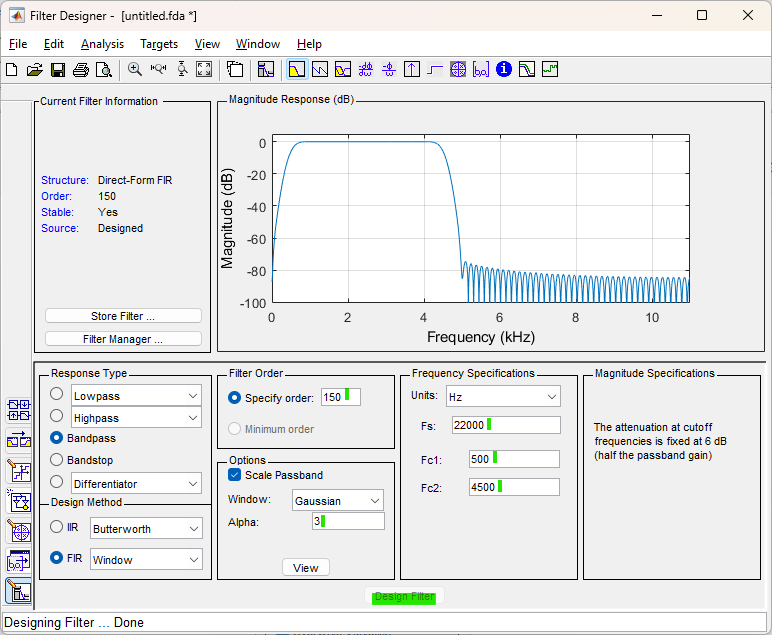 Filter Designer - [untitled.fda *]
File Edit Analysis Targets View Window Help
Current Filter Information
Structure: Direct-Form FIR
Order: 150
Stable: Yes
Source: Designed
Store Filter ...
Filter Manager ...
Magnitude Response (dB)
0
-20
-40
-60
-80
-100
Magnitude (dB)
0 2 4 6 8 10
Frequency (kHz)
Response Type
Lowpass
Highpass
Bandpass
Bandstop
Differentiator
Design Method
IIR Butterworth
FIR Window
Filter Order
Specify order: 150
Minimum order
Options
Scale Passband
Window: Gaussian
Alpha: 3
View
Frequency Specifications
Units: Hz
Fs: 22000
Fc1: 500
Fc2: 4500
Magnitude Specifications
The attenuation at cutoff
frequencies is fixed at 6 dB
(half the passband gain)
Design Filter
Designing Filter ... Done